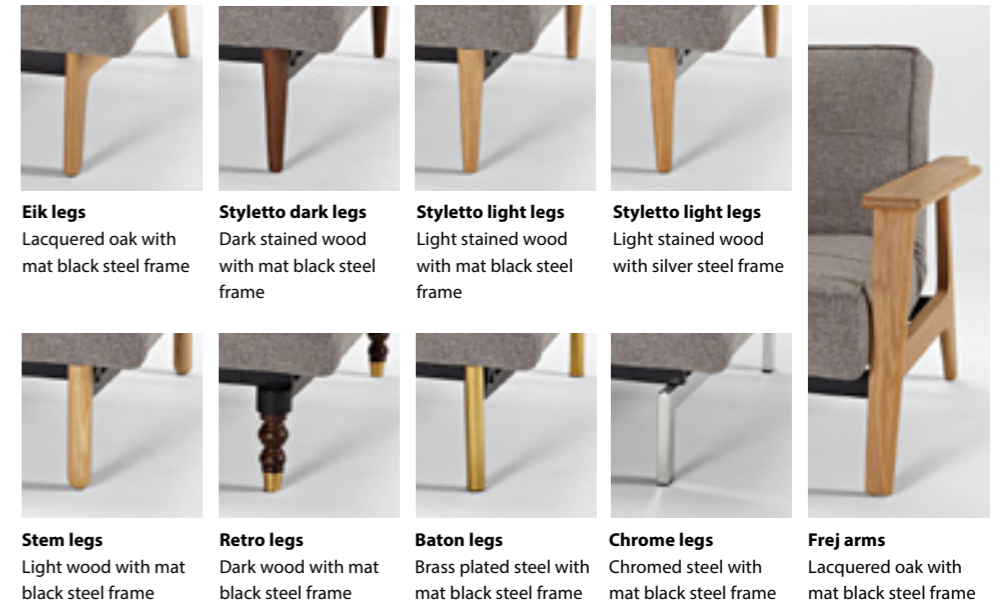 Eik legs
Lacquered oak with
mat black steel frame
Styletto dark legs
Dark stained wood
with mat black steel
frame
Styletto light legs
Light stained wood
with mat black steel
frame
Styletto light legs
Light stained wood
with silver steel frame
Stem legs
Light wood with mat
black steel frame
Retro legs
Dark wood with mat
black steel frame
Baton legs
Brass plated steel with
mat black steel frame
Chrome legs
Chromed steel with
mat black steel frame
Frej arms
Lacquered oak with
mat black steel frame